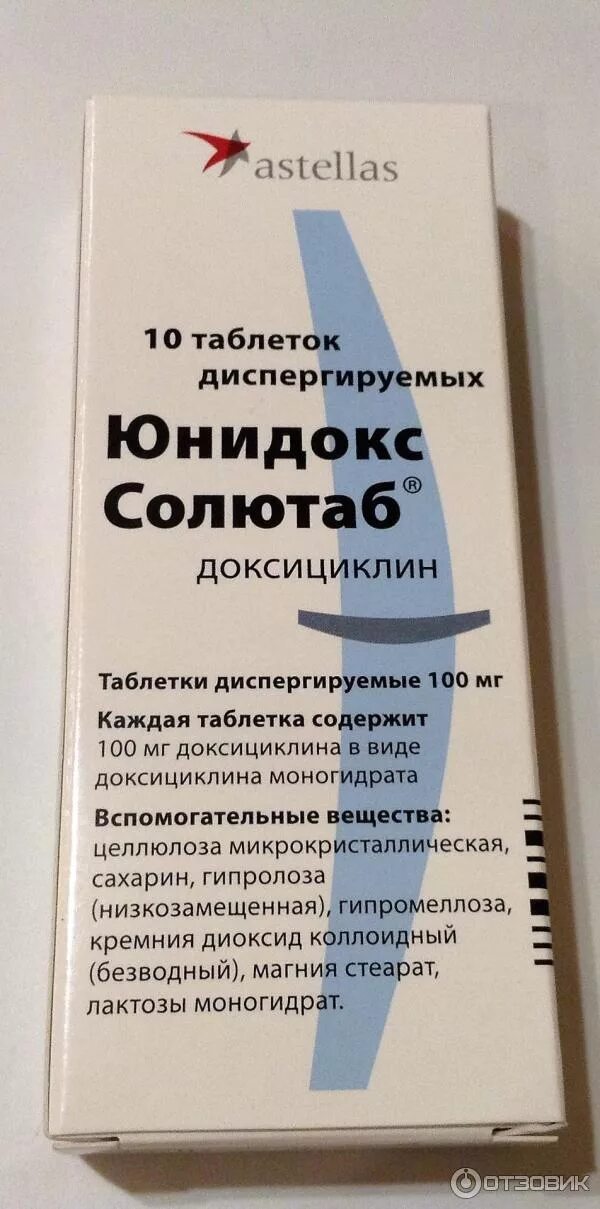 astellas
10 таблеток
диспергируемых
Юнидокс
Солютаб®
доксициклин
Таблетки диспергируемые 100 мг
Каждая таблетка содержит
100 мг доксициклина в виде
доксициклина моногидрата
Вспомогательные вещества:
целлюлоза микрокристаллическая,
сахарин, гипролоза
(низкозамещенная), гипромеллоза,
кремния диоксид коллоидный
(безводный), магния стеарат,
лактозы моногидрат.
ОТЗОВИК